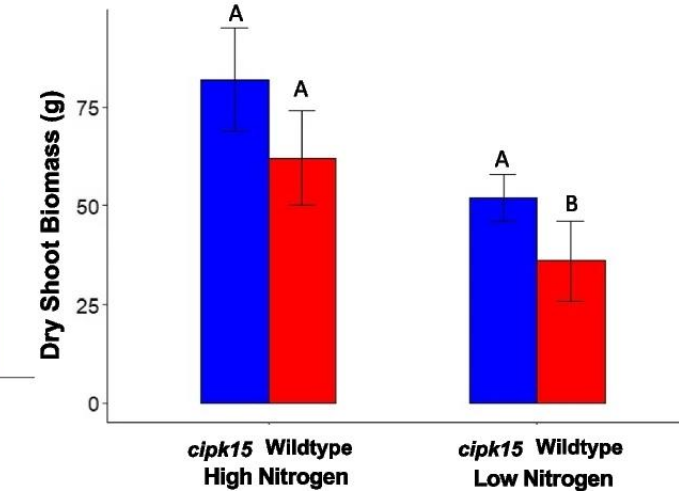 Dry Shoot Biomass (g)
75
50
25
0
A
A
A
B
cipk15 Wildtype
High Nitrogen
cipk15 Wildtype
Low Nitrogen